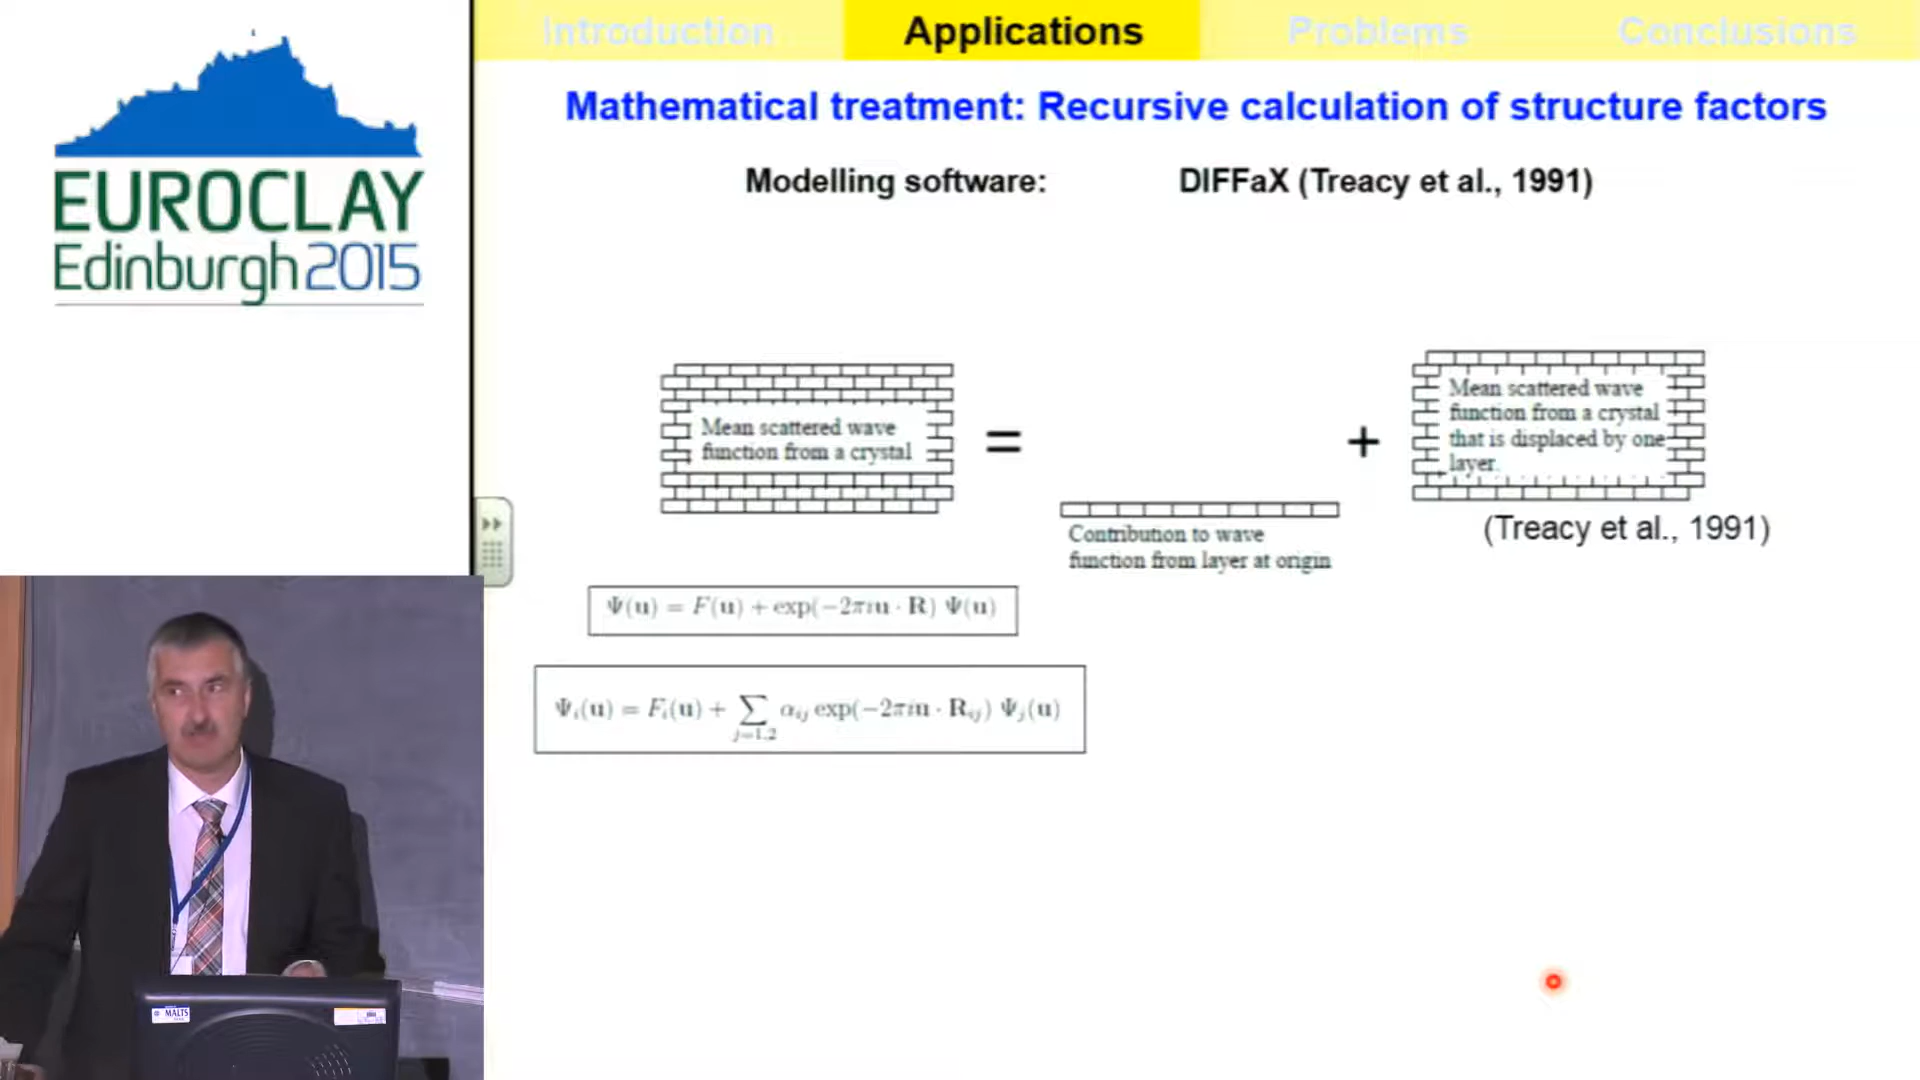 EUROCLAY
Edinburgh 2015
Introduction
Applications
Problems
Conclusions
Mathematical treatment: Recursive calculation of structure factors
Modelling software:
DIFFaX (Treacy et al., 1991)
Mean scattered wave
function from a crystal
=
Contribution to wave
function from layer at origin
+
Mean scattered wave
function from a crystal
that is displaced by one
layer.
(Treacy et al., 1991)
Ψ(u) = F(u) + exp(−2πiu · R) Ψ(u)
Ψᵢ(u) = Fᵢ(u) + ∑ αᵢⱼ exp(−2πiu · Rᵢⱼ) Ψⱼ(u)
j=1,2
MALTS